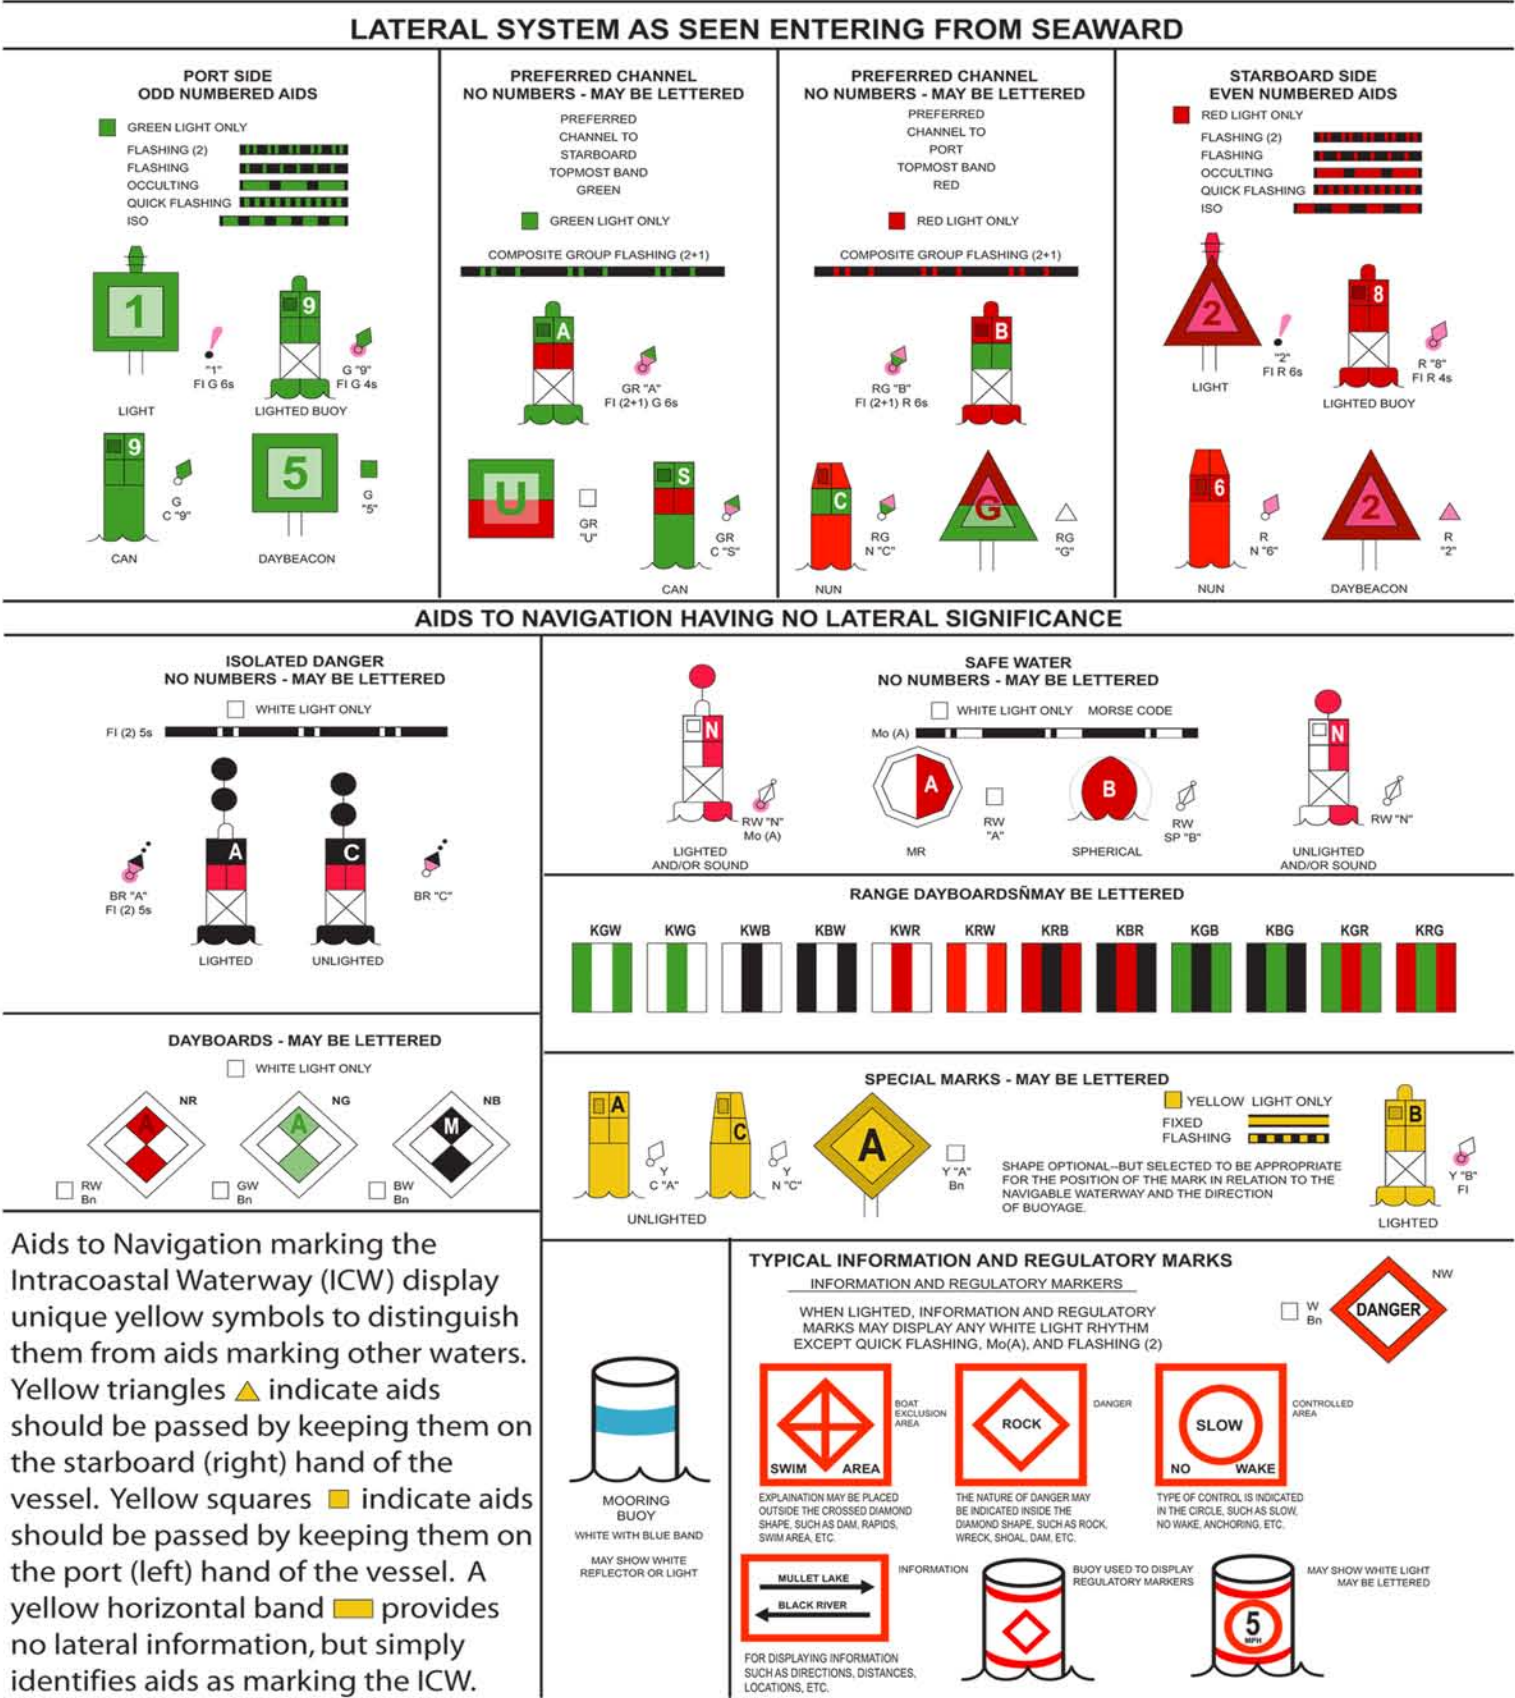 LATERAL SYSTEM AS SEEN ENTERING FROM SEAWARD
PORT SIDE
ODD NUMBERED AIDS
GREEN LIGHT ONLY
FLASHING (2)
FLASHING
OCCULTING
QUICK FLASHING
ISO
1
"1"
FI G 6s
LIGHT
9
G "9"
FI G 4s
LIGHTED BUOY
9
G
C "9"
CAN
5
G
"5"
DAYBEACON
PREFERRED CHANNEL
NO NUMBERS - MAY BE LETTERED
PREFERRED
CHANNEL TO
STARBOARD
TOPMOST BAND
GREEN
GREEN LIGHT ONLY
COMPOSITE GROUP FLASHING (2+1)
A
GR "A"
FI (2+1) G 6s
U
GR
"U"
S
GR
C "S"
CAN
PREFERRED CHANNEL
NO NUMBERS - MAY BE LETTERED
PREFERRED
CHANNEL TO
PORT
TOPMOST BAND
RED
RED LIGHT ONLY
COMPOSITE GROUP FLASHING (2+1)
B
RG "B"
FI (2+1) R 6s
C
RG
N "C"
NUN
G
RG
"G"
STARBOARD SIDE
EVEN NUMBERED AIDS
RED LIGHT ONLY
FLASHING (2)
FLASHING
OCCULTING
QUICK FLASHING
ISO
2
"2"
FI R 6s
LIGHT
8
R "8"
FI R 4s
LIGHTED BUOY
6
R
N "6"
NUN
2
R
"2"
DAYBEACON
AIDS TO NAVIGATION HAVING NO LATERAL SIGNIFICANCE
ISOLATED DANGER
NO NUMBERS - MAY BE LETTERED
WHITE LIGHT ONLY
FI (2) 5s
A
BR "A"
FI (2) 5s
LIGHTED
C
BR "C"
UNLIGHTED
SAFE WATER
NO NUMBERS - MAY BE LETTERED
WHITE LIGHT ONLY MORSE CODE
Mo (A)
N
RW "N"
Mo (A)
LIGHTED
AND/OR SOUND
A
RW
"A"
MR
B
RW
SP "B"
SPHERICAL
N
RW "N"
UNLIGHTED
AND/OR SOUND
RANGE DAYBOARDSÑMAY BE LETTERED
KGW KWG KWB KBW KWR KRW KRB KBR KGB KBG KGR KRG
DAYBOARDS - MAY BE LETTERED
WHITE LIGHT ONLY
NR
A
RW
Bn
NG
A
GW
Bn
NB
M
BW
Bn
SPECIAL MARKS - MAY BE LETTERED
A
Y
C "A"
C
Y
N "C"
UNLIGHTED
A
Y "A"
Bn
YELLOW LIGHT ONLY
FIXED
FLASHING
SHAPE OPTIONAL--BUT SELECTED TO BE APPROPRIATE
FOR THE POSITION OF THE MARK IN RELATION TO THE
NAVIGABLE WATERWAY AND THE DIRECTION
OF BUOYAGE.
B
Y "B"
FI
LIGHTED
Aids to Navigation marking the
Intracoastal Waterway (ICW) display
unique yellow symbols to distinguish
them from aids marking other waters.
Yellow triangles indicate aids
should be passed by keeping them on
the starboard (right) hand of the
vessel. Yellow squares indicate aids
should be passed by keeping them on
the port (left) hand of the vessel. A
yellow horizontal band provides
no lateral information, but simply
identifies aids as marking the ICW.
MOORING
BUOY
WHITE WITH BLUE BAND
MAY SHOW WHITE
REFLECTOR OR LIGHT
TYPICAL INFORMATION AND REGULATORY MARKS
INFORMATION AND REGULATORY MARKERS
WHEN LIGHTED, INFORMATION AND REGULATORY
MARKS MAY DISPLAY ANY WHITE LIGHT RHYTHM
EXCEPT QUICK FLASHING, Mo(A), AND FLASHING (2)
NW
W
Bn
DANGER
SWIM AREA
BOAT
EXCLUSION
AREA
EXPLAINATION MAY BE PLACED
OUTSIDE THE CROSSED DIAMOND
SHAPE, SUCH AS DAM, RAPIDS,
SWIM AREA, ETC.
ROCK
DANGER
THE NATURE OF DANGER MAY
BE INDICATED INSIDE THE
DIAMOND SHAPE, SUCH AS ROCK,
WRECK, SHOAL, DAM, ETC.
SLOW
NO WAKE
CONTROLLED
AREA
TYPE OF CONTROL IS INDICATED
IN THE CIRCLE, SUCH AS SLOW,
NO WAKE, ANCHORING, ETC.
MULLET LAKE
BLACK RIVER
INFORMATION
FOR DISPLAYING INFORMATION
SUCH AS DIRECTIONS, DISTANCES,
LOCATIONS, ETC.
BUOY USED TO DISPLAY
REGULATORY MARKERS
5
MPH
MAY SHOW WHITE LIGHT
MAY BE LETTERED